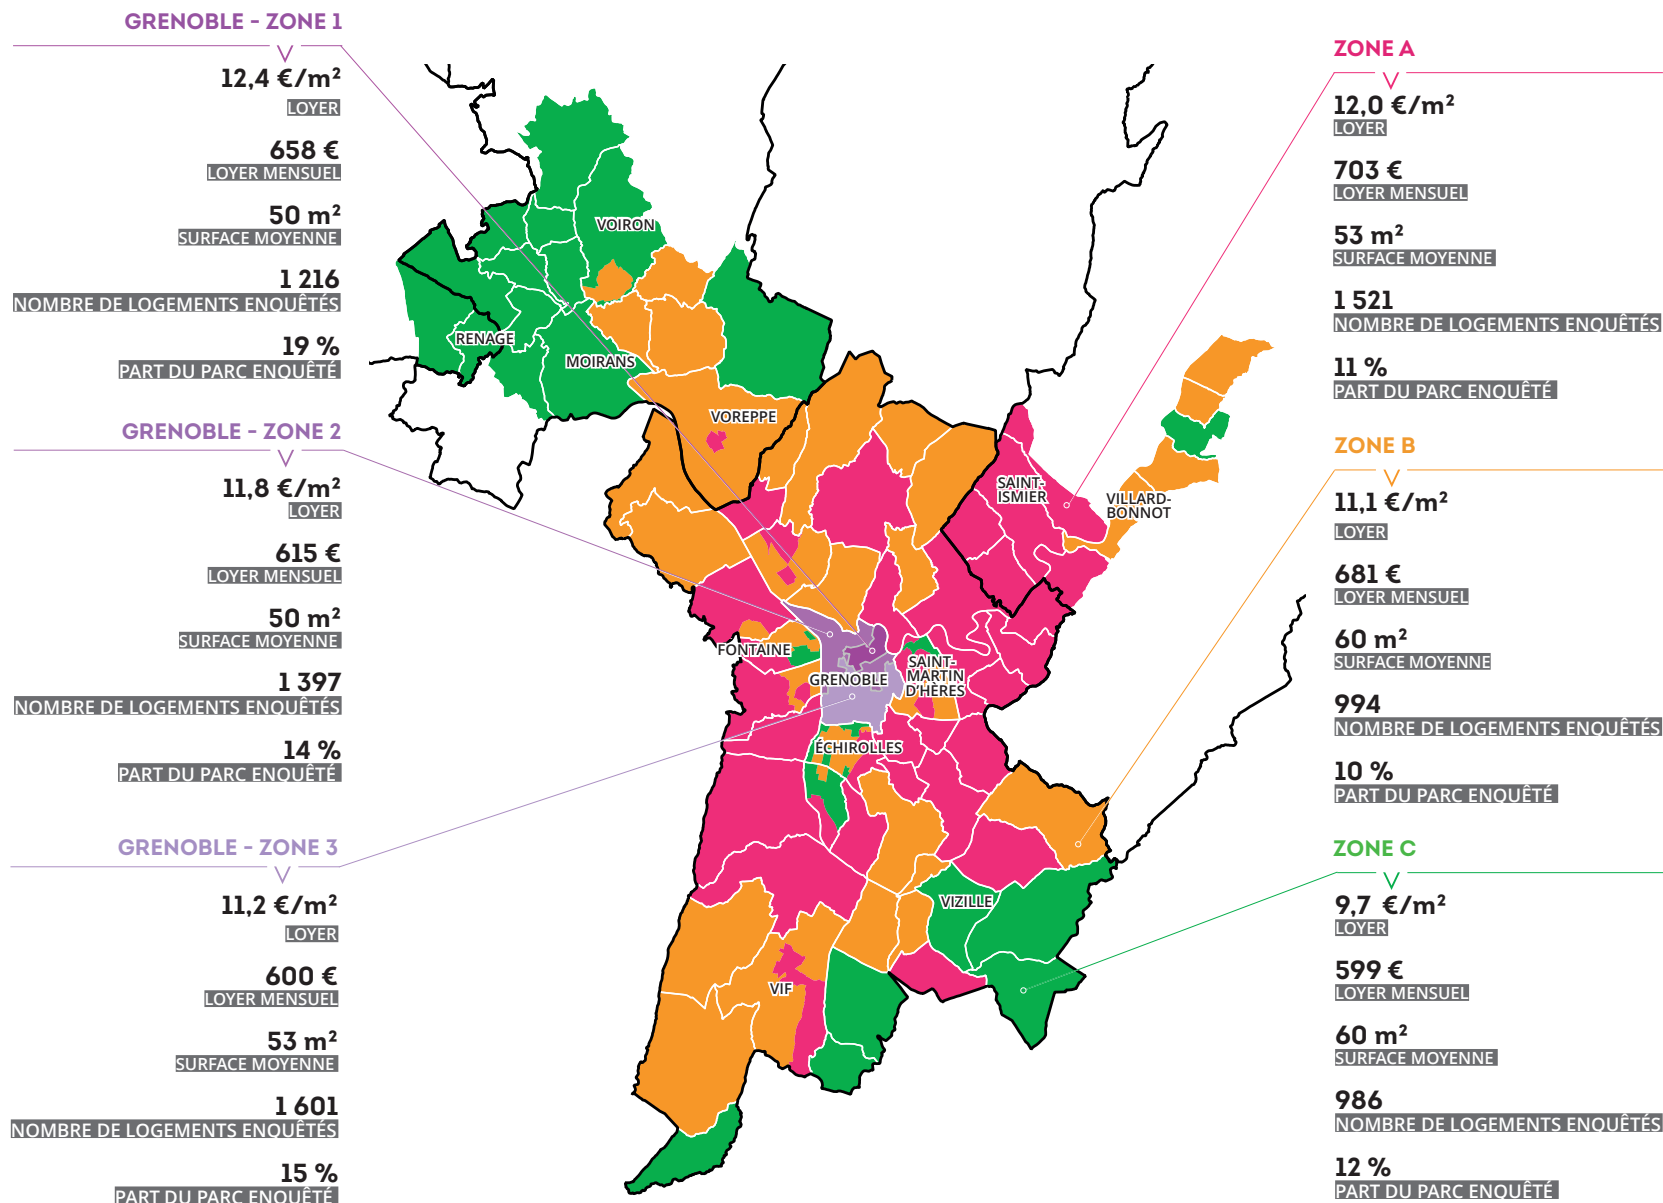 GRENOBLE - ZONE 1
12,4 €/m²
LOYER
658 €
LOYER MENSUEL
50 m²
SURFACE MOYENNE
1 216
NOMBRE DE LOGEMENTS ENQUÊTÉS
19 %
PART DU PARC ENQUÊTÉ
GRENOBLE - ZONE 2
11,8 €/m²
LOYER
615 €
LOYER MENSUEL
50 m²
SURFACE MOYENNE
1 397
NOMBRE DE LOGEMENTS ENQUÊTÉS
14 %
PART DU PARC ENQUÊTÉ
GRENOBLE - ZONE 3
11,2 €/m²
LOYER
600 €
LOYER MENSUEL
53 m²
SURFACE MOYENNE
1 601
NOMBRE DE LOGEMENTS ENQUÊTÉS
15 %
PART DU PARC ENQUÊTÉ
VOIRON
RENAGE
MOIRANS
VOREPPE
SAINT-
ISMIER
VILLARD-
BONNOT
FONTAINE
GRENOBLE
SAINT-
MARTIN
D'HÈRES
ÉCHIROLLES
VIZILLE
VIF
ZONE A
12,0 €/m²
LOYER
703 €
LOYER MENSUEL
53 m²
SURFACE MOYENNE
1 521
NOMBRE DE LOGEMENTS ENQUÊTÉS
11 %
PART DU PARC ENQUÊTÉ
ZONE B
11,1 €/m²
LOYER
681 €
LOYER MENSUEL
60 m²
SURFACE MOYENNE
994
NOMBRE DE LOGEMENTS ENQUÊTÉS
10 %
PART DU PARC ENQUÊTÉ
ZONE C
9,7 €/m²
LOYER
599 €
LOYER MENSUEL
60 m²
SURFACE MOYENNE
986
NOMBRE DE LOGEMENTS ENQUÊTÉS
12 %
PART DU PARC ENQUÊTÉ